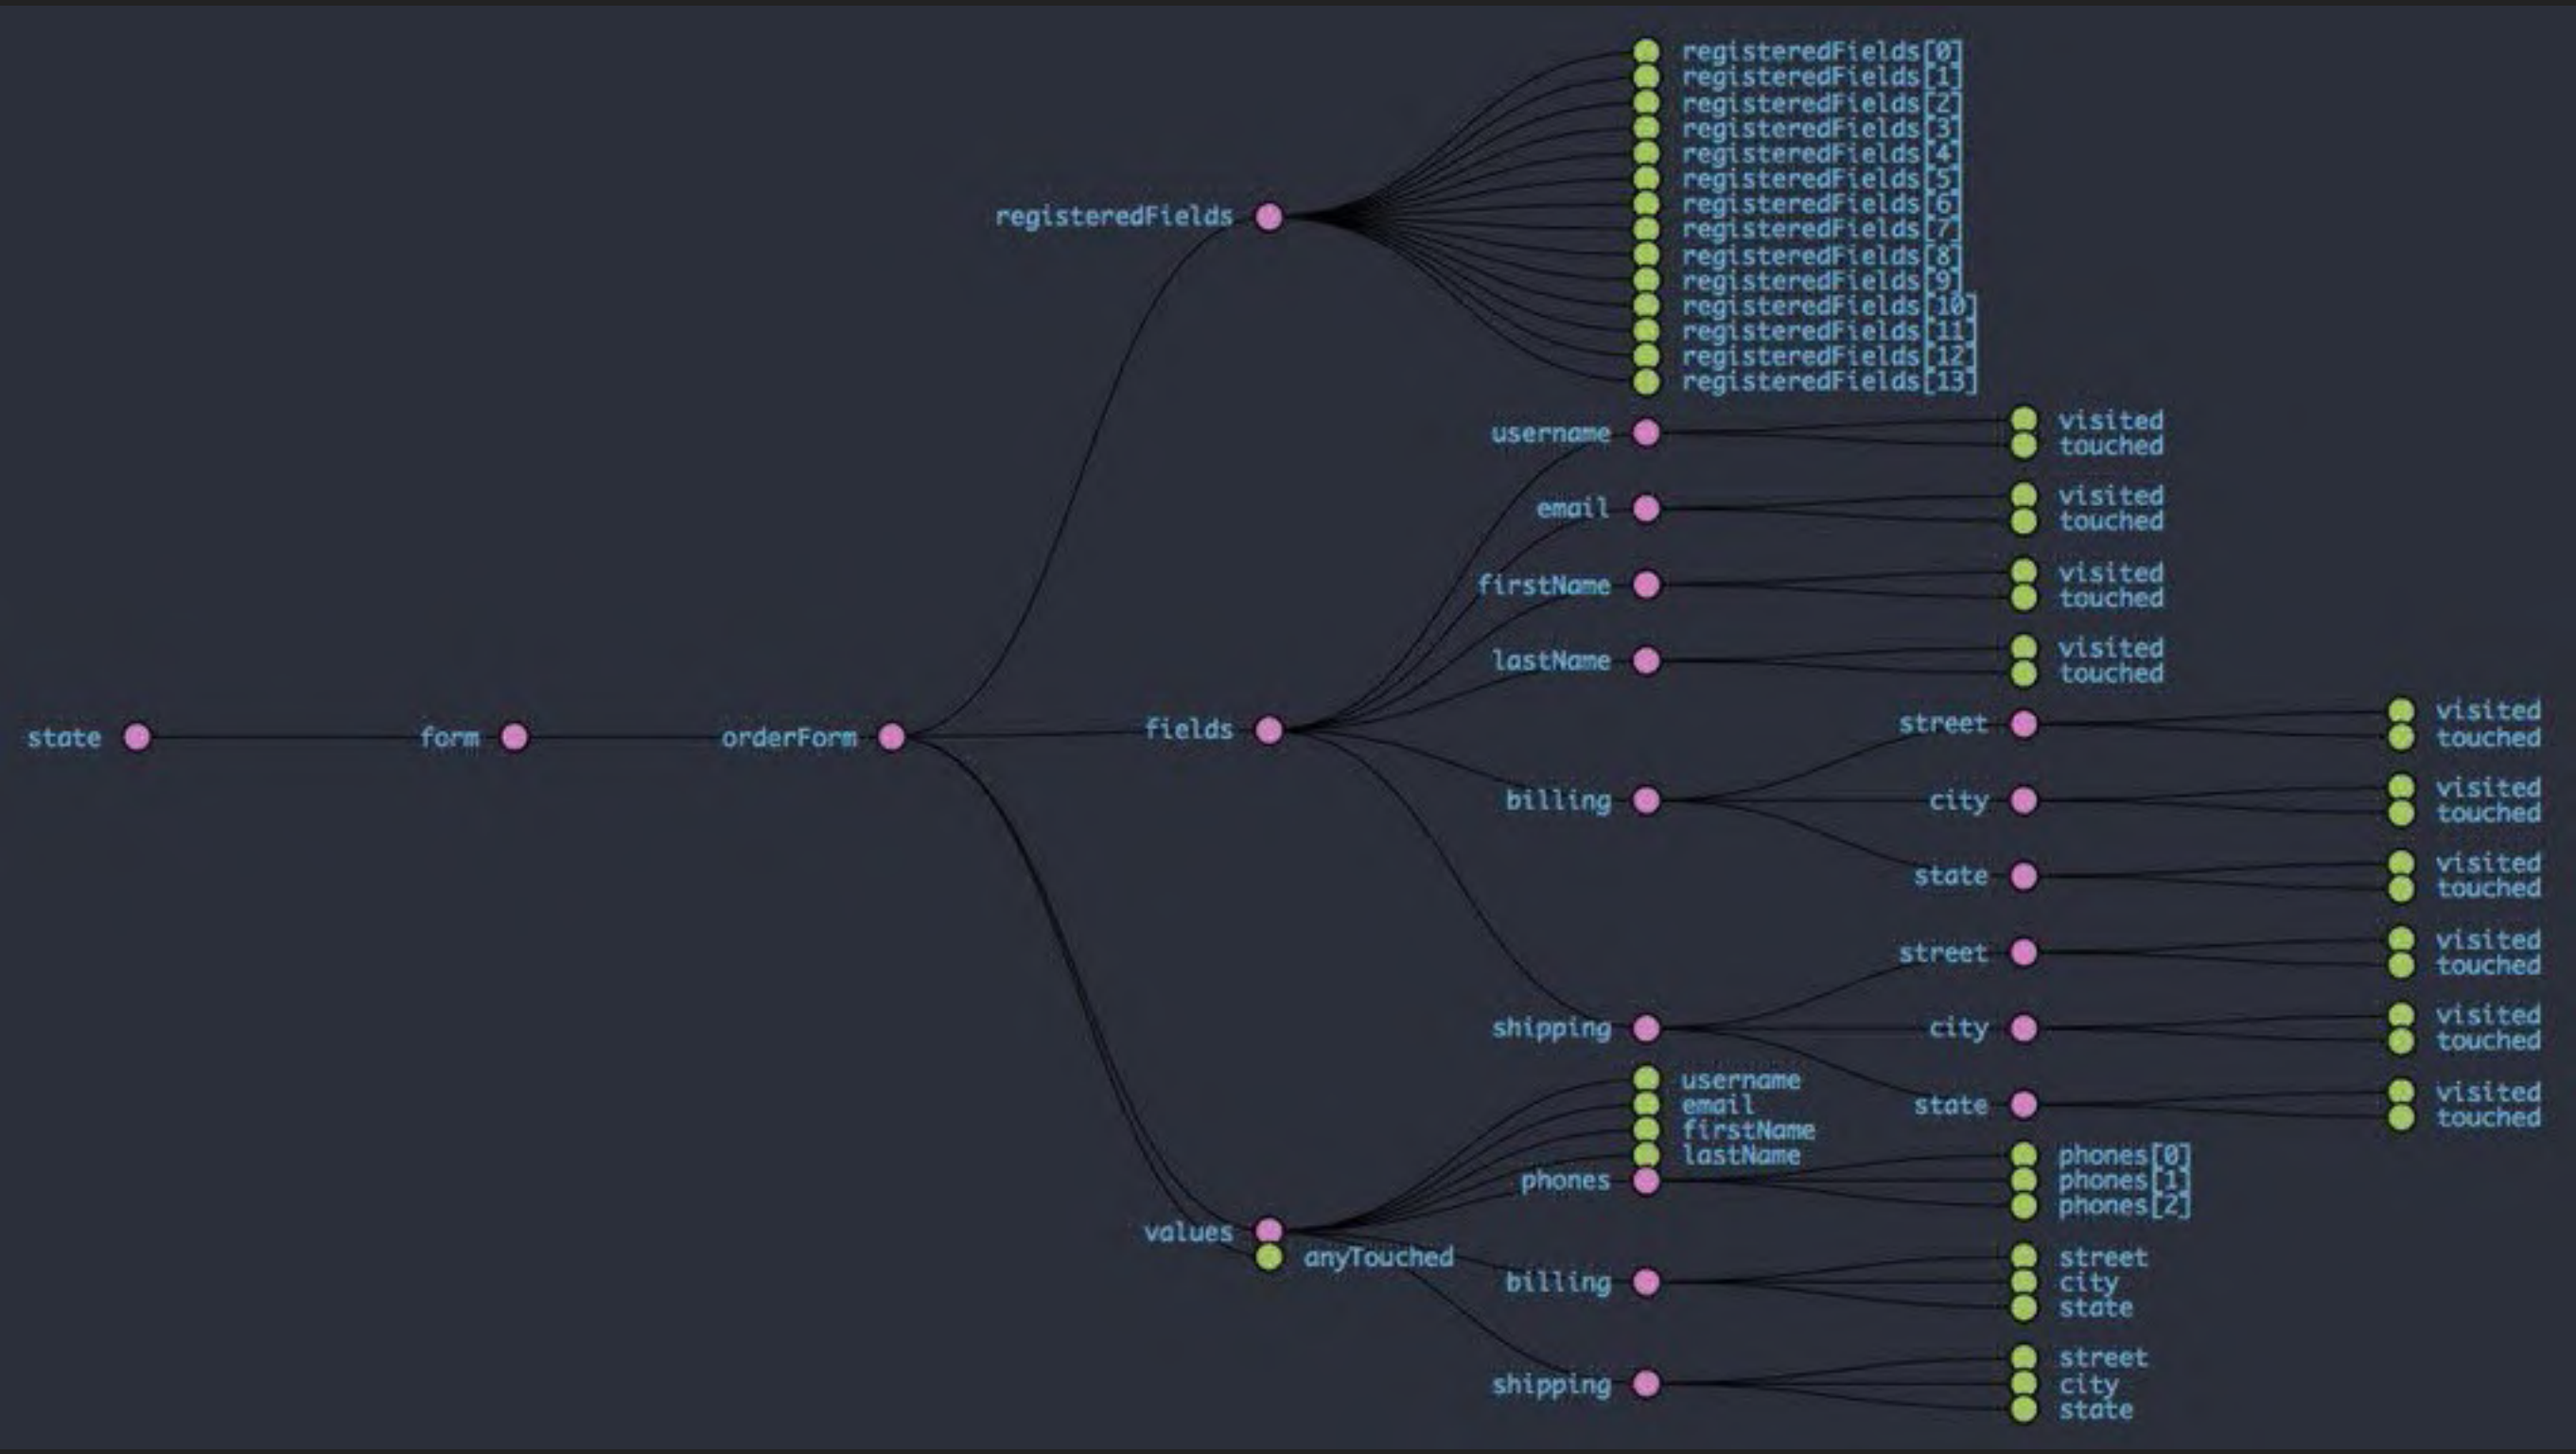 registeredFields[0]
registeredFields[1]
registeredFields[2]
registeredFields[3]
registeredFields[4]
registeredFields[5]
registeredFields[6]
registeredFields
registeredFields[7]
registeredFields[8]
registeredFields[9]
registeredFields[10]
registeredFields[11]
registeredFields[12]
registeredFields[13]
username
visited
touched
email
visited
touched
firstName
visited
touched
lastName
visited
touched
state
form
orderForm
fields
street
visited
touched
billing
city
visited
touched
state
visited
touched
street
visited
touched
shipping
city
visited
touched
state
visited
touched
username
email
firstName
lastName
phones
phones[0]
phones[1]
phones[2]
values
anyTouched
billing
street
city
state
shipping
street
city
state